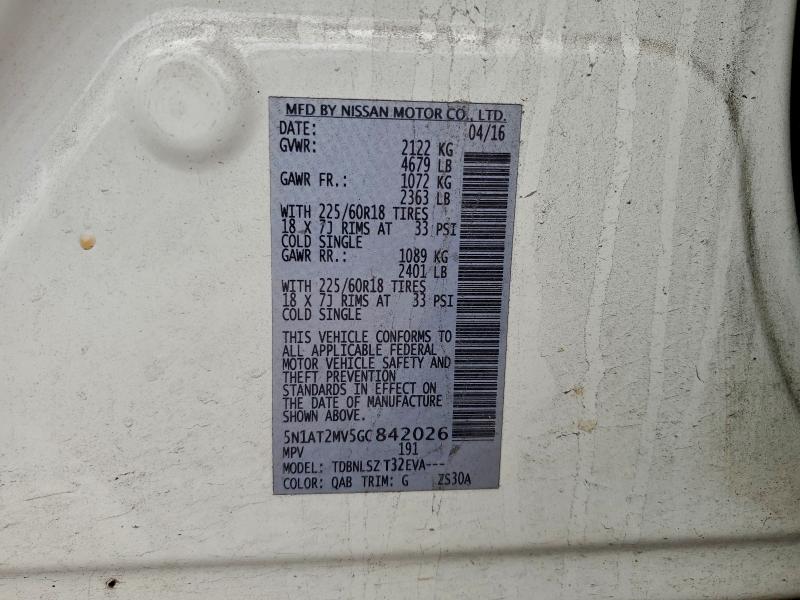 MFD BY NISSAN MOTOR CO., LTD.
DATE: 04/16
GVWR: 2122 KG
4679 LB
GAWR FR.: 1072 KG
2363 LB
WITH 225/60R18 TIRES
18 X 7J RIMS AT 33 PSI
COLD SINGLE
GAWR RR.: 1089 KG
2401 LB
WITH 225/60R18 TIRES
18 X 7J RIMS AT 33 PSI
COLD SINGLE
THIS VEHICLE CONFORMS TO
ALL APPLICABLE FEDERAL
MOTOR VEHICLE SAFETY AND
THEFT PREVENTION
STANDARDS IN EFFECT ON
THE DATE OF MANUFACTURE
SHOWN ABOVE.
5N1AT2MV5GC842026
MPV 191
MODEL: TDBNLSZ T32EVA---
COLOR: QAB TRIM: G ZS30A